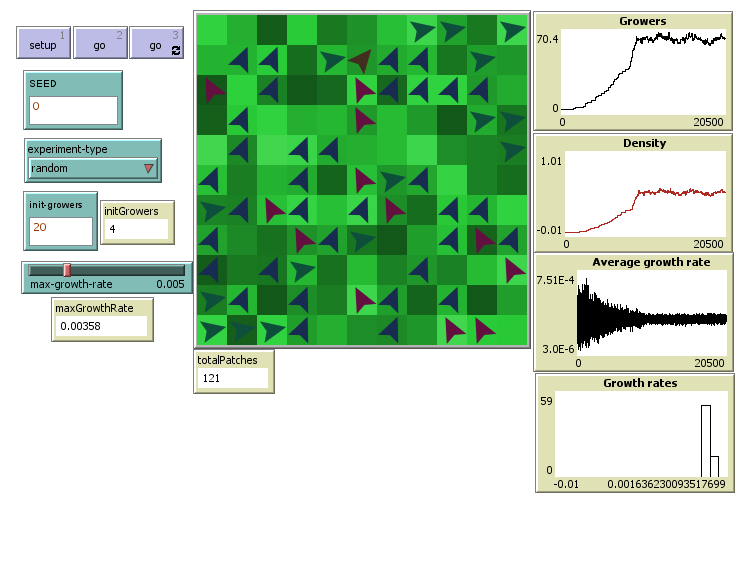 1
setup
2
go
3
go
SEED
0
experiment-type
random
init-growers
20
initGrowers
4
max-growth-rate 0.005
maxGrowthRate
0.00358
totalPatches
121
Growers
70.4
0
0 20500
Density
1.01
-0.01
0 20500
Average growth rate
7.51E-4
3.0E-6
0 20500
Growth rates
59
0
-0.01 0.001636230093517699